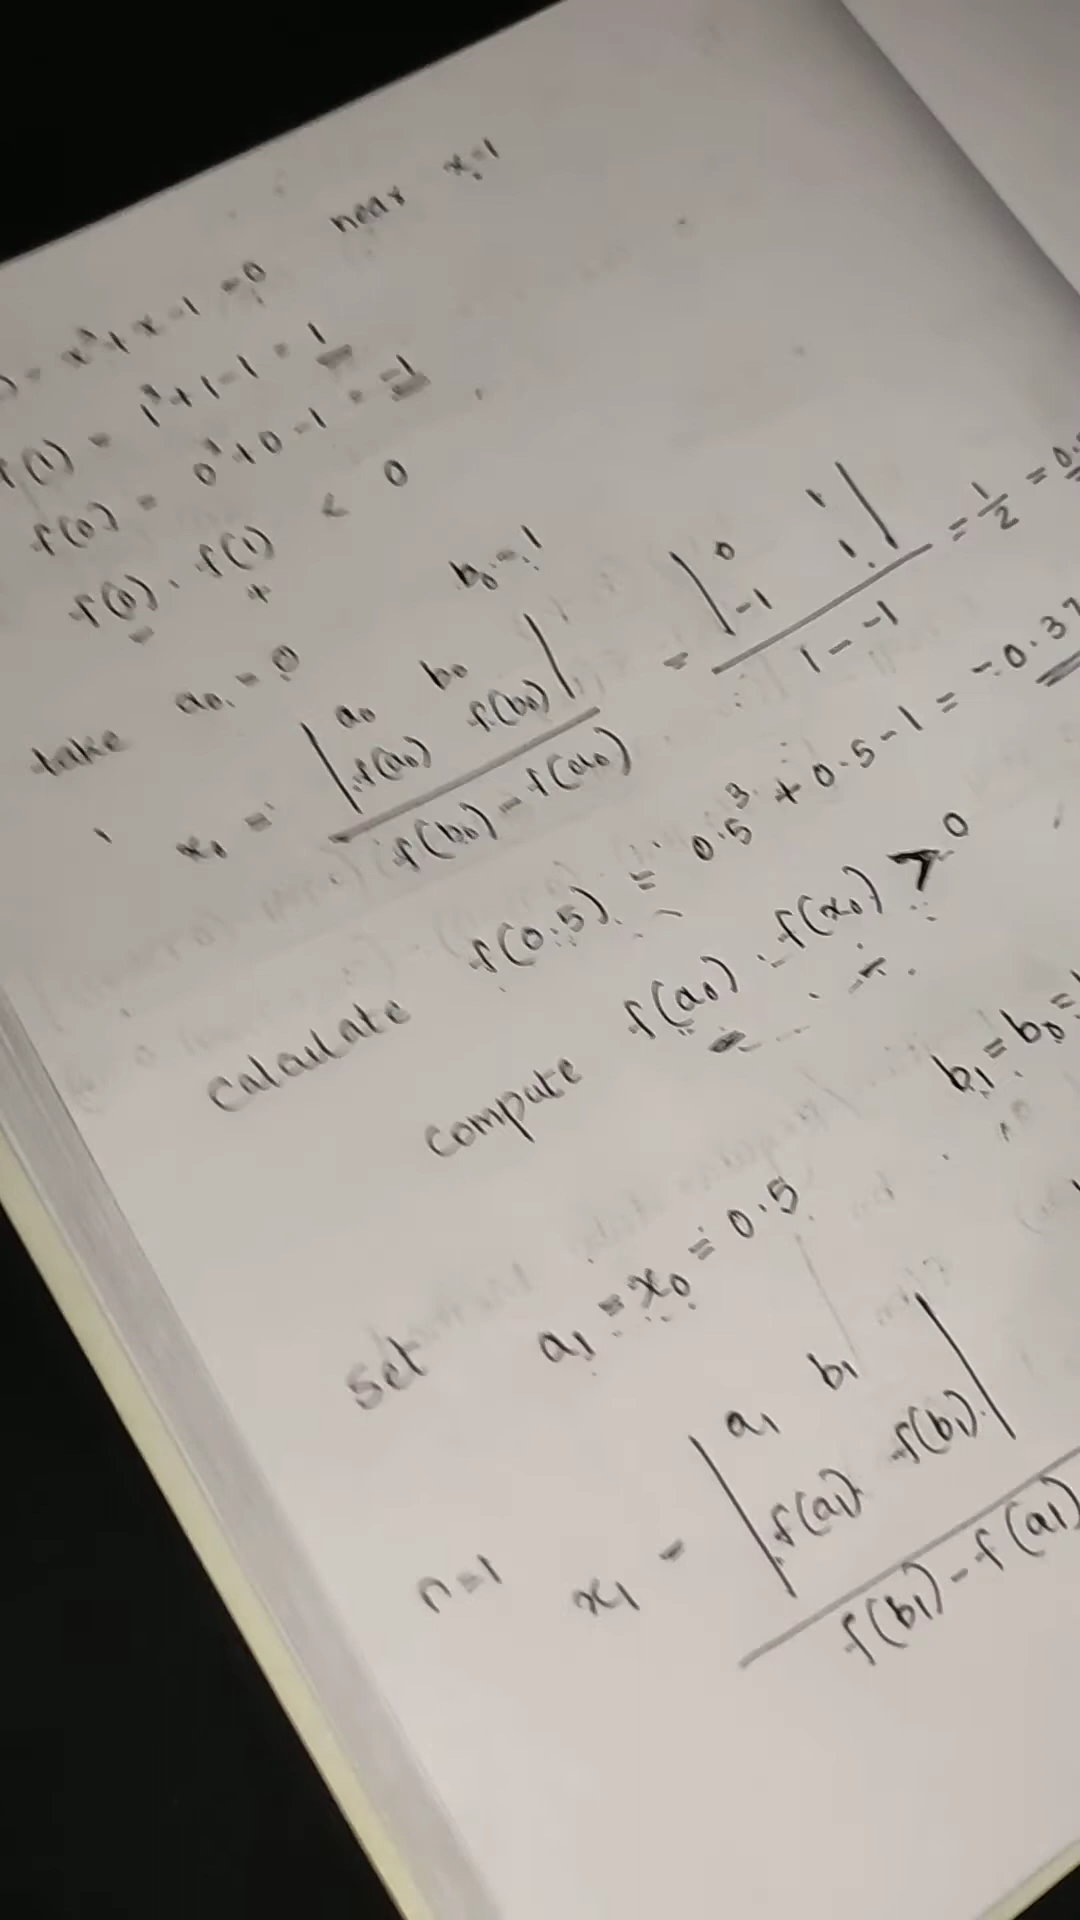 ) = x³+x-1=0 near x=1
f(1) = 1³+1-1 = 1
f(0) = 0³+0-1 = -1
f(0) . f(1) < 0
- +
take a₀ = 0 b₀ = 1
x₀ = |a₀ b₀ f(a₀) f(b₀)| / f(b₀) - f(a₀) = |0 1 -1 1| / 1 - -1 = 1/2 = 0.
Calculate f(0.5) = 0.5³ + 0.5 - 1 = -0.37
compute f(a₀) . f(x₀) > 0
- -
set a₁ = x₀ = 0.5 b₁ = b₀ =
n=1 x₁ = |a₁ b₁ f(a₁) f(b₁)| / f(b₁) - f(a₁)